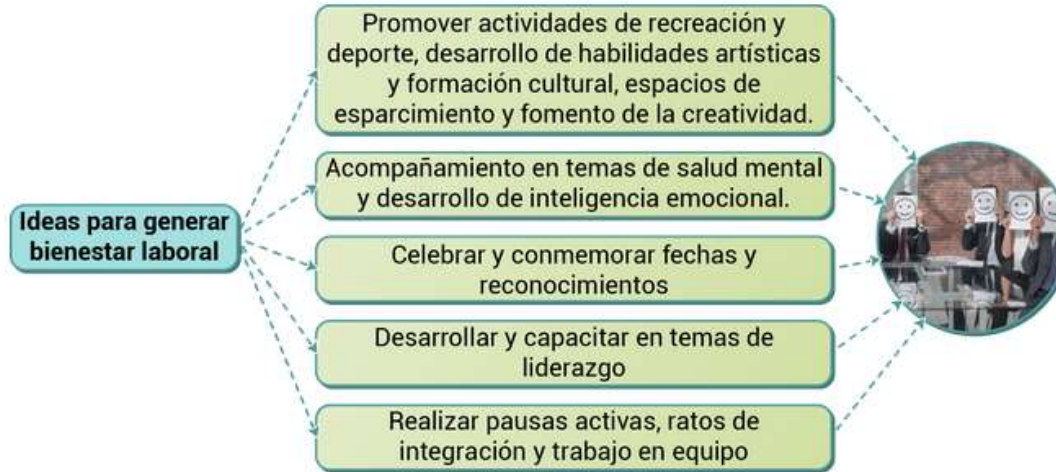 Ideas para generar
bienestar laboral
Promover actividades de recreación y
deporte, desarrollo de habilidades artísticas
y formación cultural, espacios de
esparcimiento y fomento de la creatividad.
Acompañamiento en temas de salud mental
y desarrollo de inteligencia emocional.
Celebrar y conmemorar fechas y
reconocimientos
Desarrollar y capacitar en temas de
liderazgo
Realizar pausas activas, ratos de
integración y trabajo en equipo